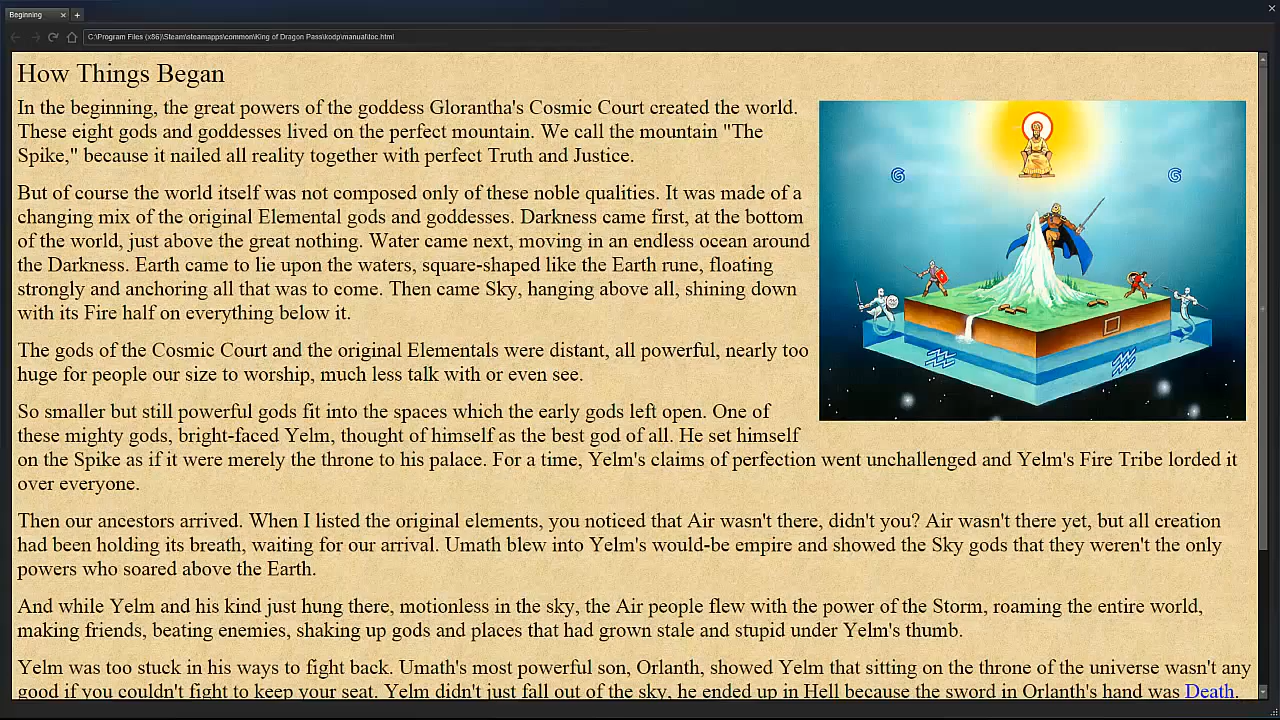 Beginning
C:\Program Files (x86)\Steam\steamapps\common\King of Dragon Pass\kodp\manual\toc.html
How Things Began
In the beginning, the great powers of the goddess Glorantha's Cosmic Court created the world.
These eight gods and goddesses lived on the perfect mountain. We call the mountain "The
Spike," because it nailed all reality together with perfect Truth and Justice.
But of course the world itself was not composed only of these noble qualities. It was made of a
changing mix of the original Elemental gods and goddesses. Darkness came first, at the bottom
of the world, just above the great nothing. Water came next, moving in an endless ocean around
the Darkness. Earth came to lie upon the waters, square-shaped like the Earth rune, floating
strongly and anchoring all that was to come. Then came Sky, hanging above all, shining down
with its Fire half on everything below it.
The gods of the Cosmic Court and the original Elementals were distant, all powerful, nearly too
huge for people our size to worship, much less talk with or even see.
So smaller but still powerful gods fit into the spaces which the early gods left open. One of
these mighty gods, bright-faced Yelm, thought of himself as the best god of all. He set himself
on the Spike as if it were merely the throne to his palace. For a time, Yelm's claims of perfection went unchallenged and Yelm's Fire Tribe lorded it
over everyone.
Then our ancestors arrived. When I listed the original elements, you noticed that Air wasn't there, didn't you? Air wasn't there yet, but all creation
had been holding its breath, waiting for our arrival. Umath blew into Yelm's would-be empire and showed the Sky gods that they weren't the only
powers who soared above the Earth.
And while Yelm and his kind just hung there, motionless in the sky, the Air people flew with the power of the Storm, roaming the entire world,
making friends, beating enemies, shaking up gods and places that had grown stale and stupid under Yelm's thumb.
Yelm was too stuck in his ways to fight back. Umath's most powerful son, Orlanth, showed Yelm that sitting on the throne of the universe wasn't any
good if you couldn't fight to keep your seat. Yelm didn't just fall out of the sky, he ended up in Hell because the sword in Orlanth's hand was Death.